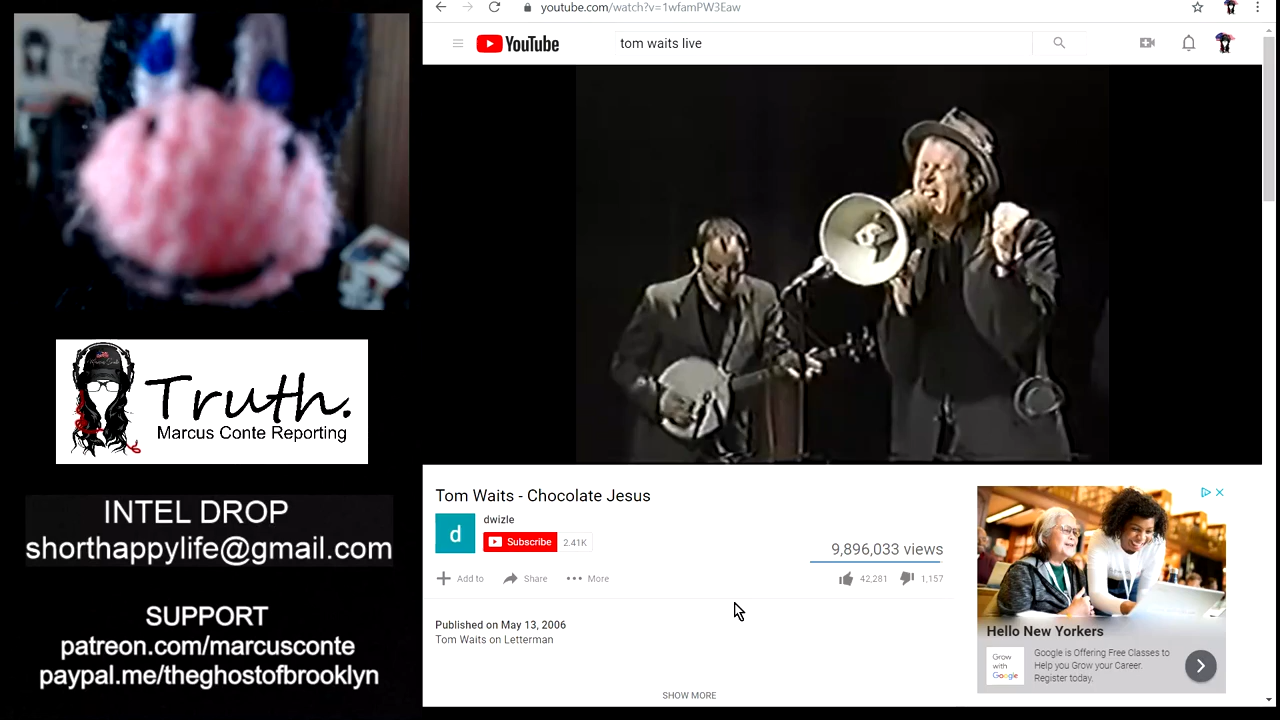 youtube.com/watch?v=1wfamPW3Eaw
YouTube
tom waits live
Truth.
Marcus Conte Reporting
INTEL DROP
shorthappylife@gmail.com
SUPPORT
patreon.com/marcusconte
paypal.me/theghostofbrooklyn
Tom Waits - Chocolate Jesus
d
dwizle
Subscribe 2.41K
9,896,033 views
Add to Share More
42,281 1,157
Published on May 13, 2006
Tom Waits on Letterman
SHOW MORE
Hello New Yorkers
Grow
with
Google
Google is Offering Free Classes to
Help you Grow your Career.
Register today.